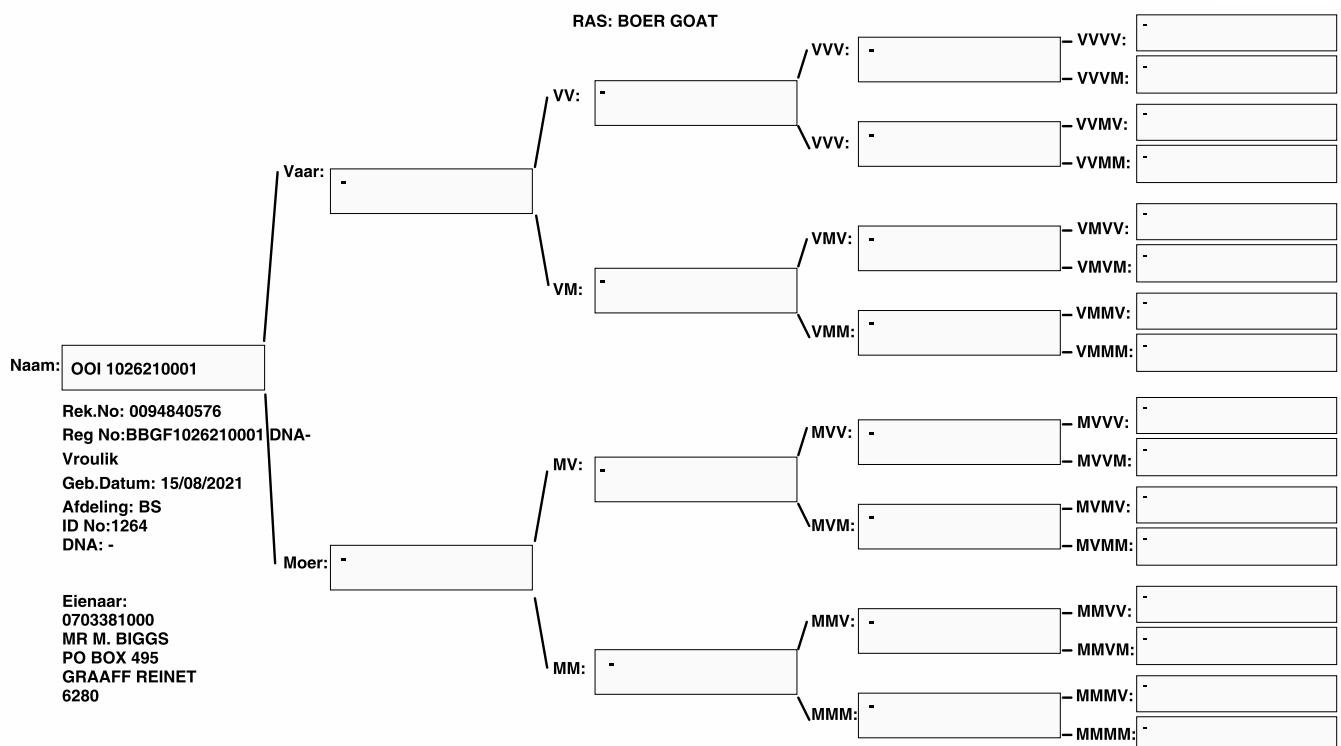 RAS: BOER GOAT
Naam: OOI 1026210001
Rek.No: 0094840576
Reg No:BBGF1026210001 DNA-
Vroulik
Geb.Datum: 15/08/2021
Afdeling: BS
ID No:1264
DNA: -
Eienaar:
0703381000
MR M. BIGGS
PO BOX 495
GRAAFF REINET
6280
Vaar: -
Moer: -
VV: -
VM: -
MV: -
MM: -
VVV: -
VVV: -
VMV: -
VMM: -
MVV: -
MVM: -
MMV: -
MMM: -
VVVV: -
VVVM: -
VVMV: -
VVMM: -
VMVV: -
VMVM: -
VMMV: -
VMMM: -
MVVV: -
MVVM: -
MVMV: -
MVMM: -
MMVV: -
MMVM: -
MMMV: -
MMMM: -